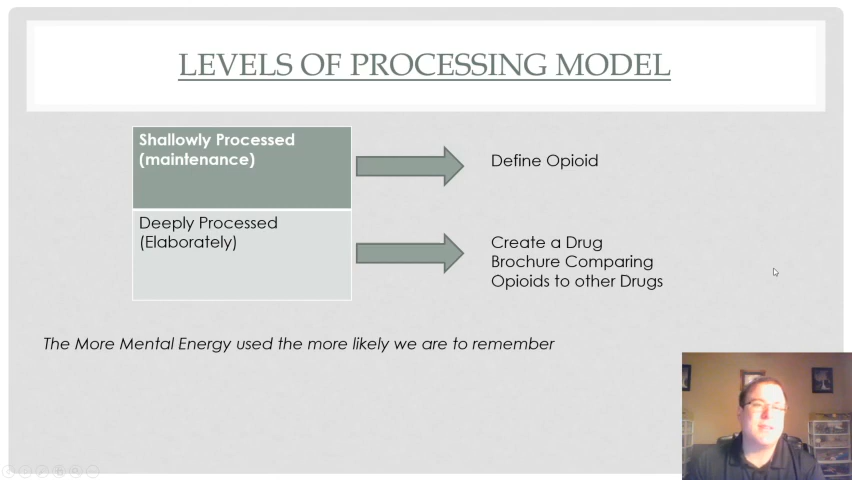 LEVELS OF PROCESSING MODEL
Shallowly Processed
(maintenance)
Define Opioid
Deeply Processed
(Elaborately)
Create a Drug
Brochure Comparing
Opioids to other Drugs
The More Mental Energy used the more likely we are to remember